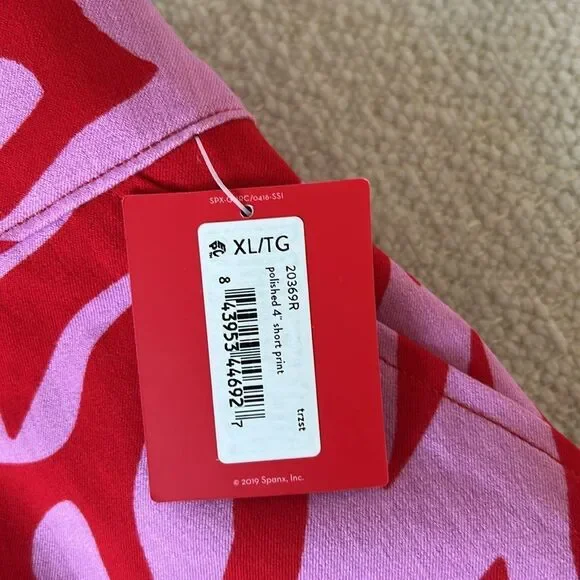 XL/TG
20369R
polished 4" short print
trzst
8 43953 44692 7
© 2019 Spanx, Inc.